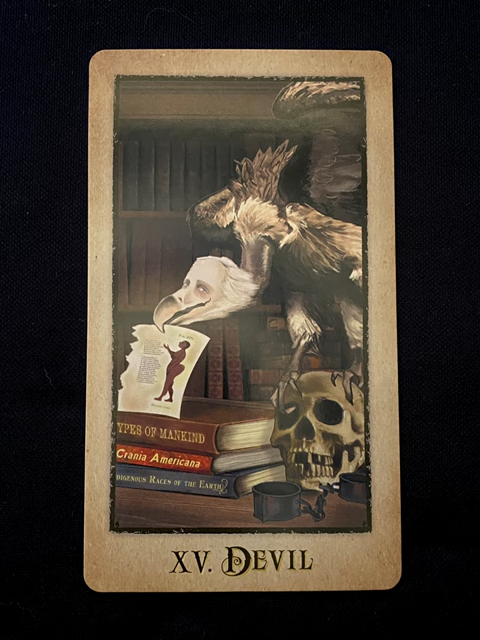 YPES OF MANKIND
Crania Americana
DIGENOUS RACES OF THE EARTH
XV. DEVIL